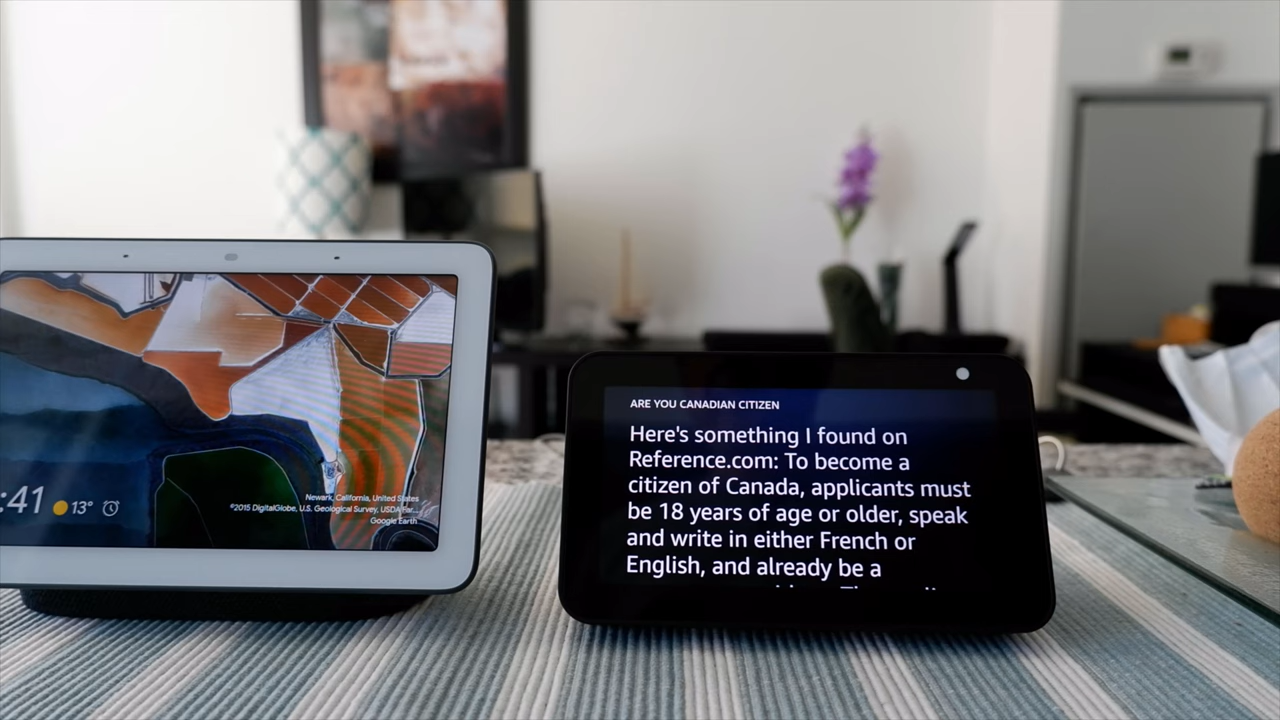 :41 13°
Newark, California, United States
©2015 DigitalGlobe, U.S. Geological Survey, USDA Far...
Google Earth
ARE YOU CANADIAN CITIZEN
Here's something I found on
Reference.com: To become a
citizen of Canada, applicants must
be 18 years of age or older, speak
and write in either French or
English, and already be a